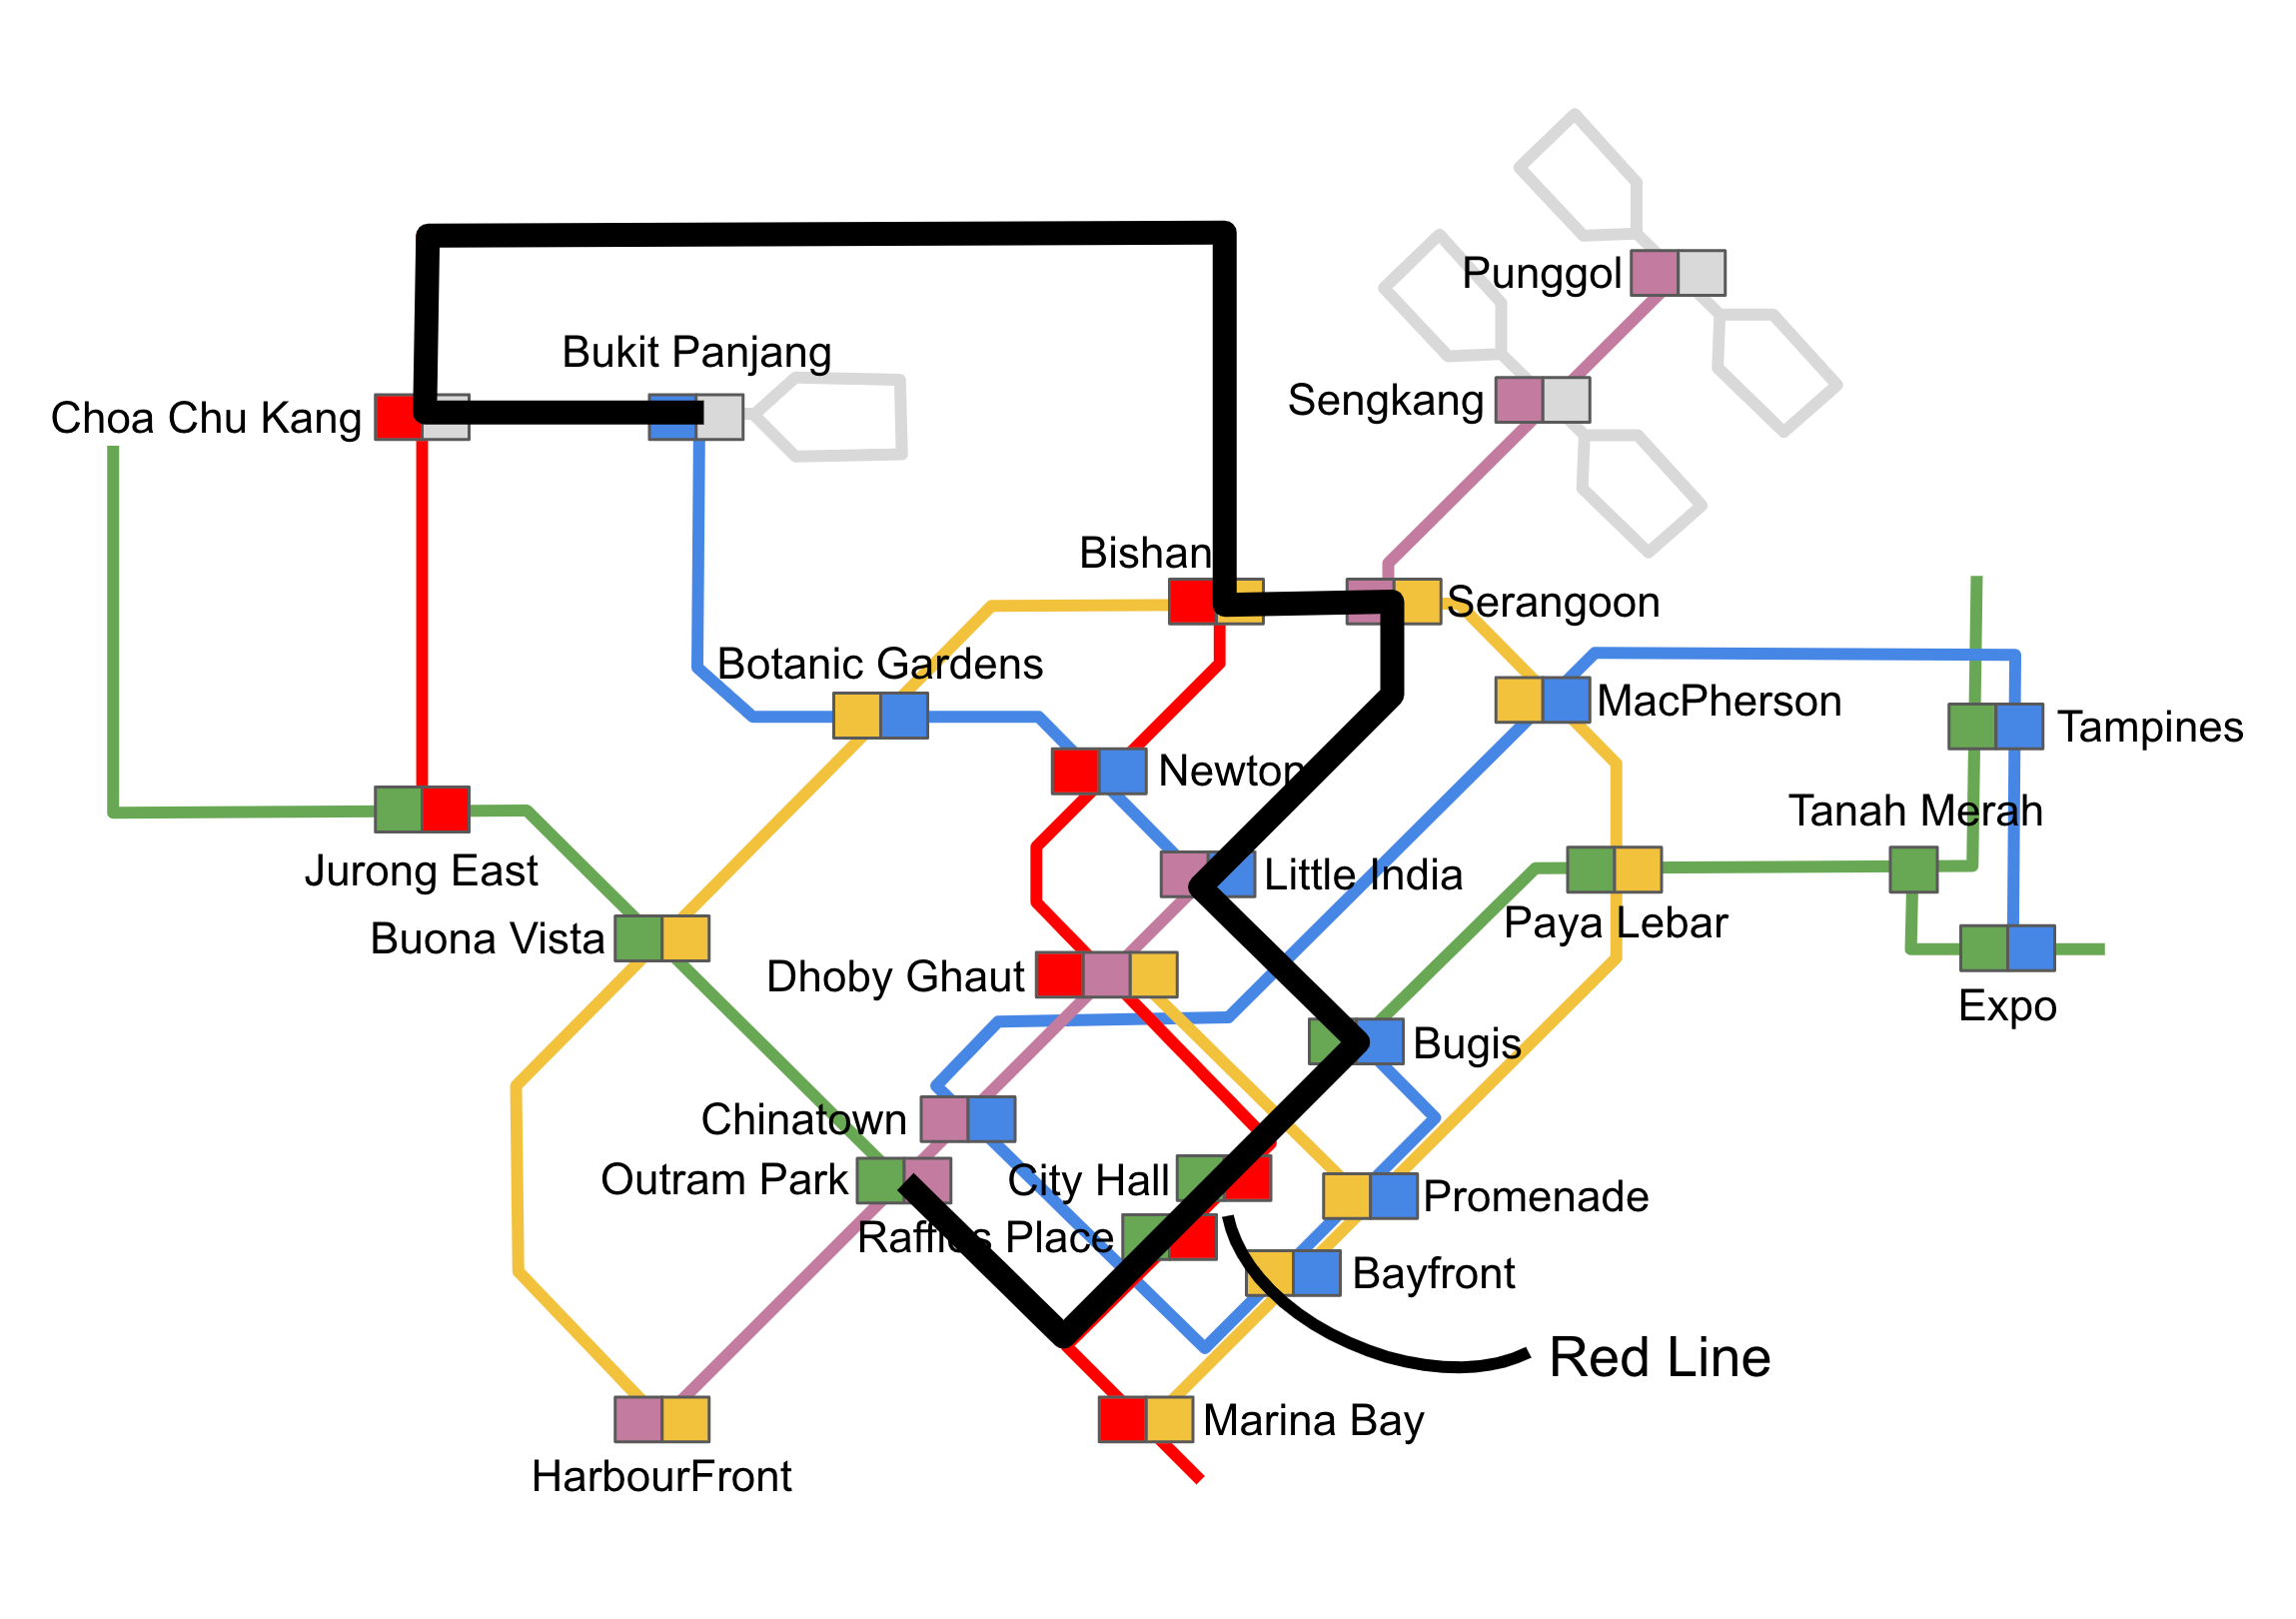 Punggol
Bukit Panjang
Sengkang
Choa Chu Kang
Bishan
Serangoon
Botanic Gardens
MacPherson
Tampines
Newton
Tanah Merah
Jurong East
Little India
Paya Lebar
Buona Vista
Dhoby Ghaut
Expo
Bugis
Chinatown
Outram Park
City Hall
Promenade
Raffles Place
Bayfront
Red Line
Marina Bay
HarbourFront